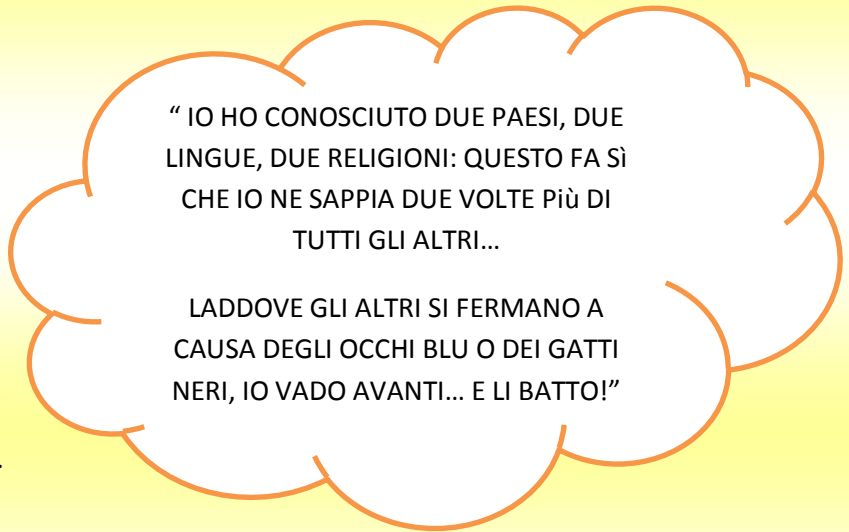 “ IO HO CONOSCIUTO DUE PAESI, DUE
LINGUE, DUE RELIGIONI: QUESTO FA Sì
CHE IO NE SAPPIA DUE VOLTE Più DI
TUTTI GLI ALTRI…
LADDOVE GLI ALTRI SI FERMANO A
CAUSA DEGLI OCCHI BLU O DEI GATTI
NERI, IO VADO AVANTI… E LI BATTO!”
.